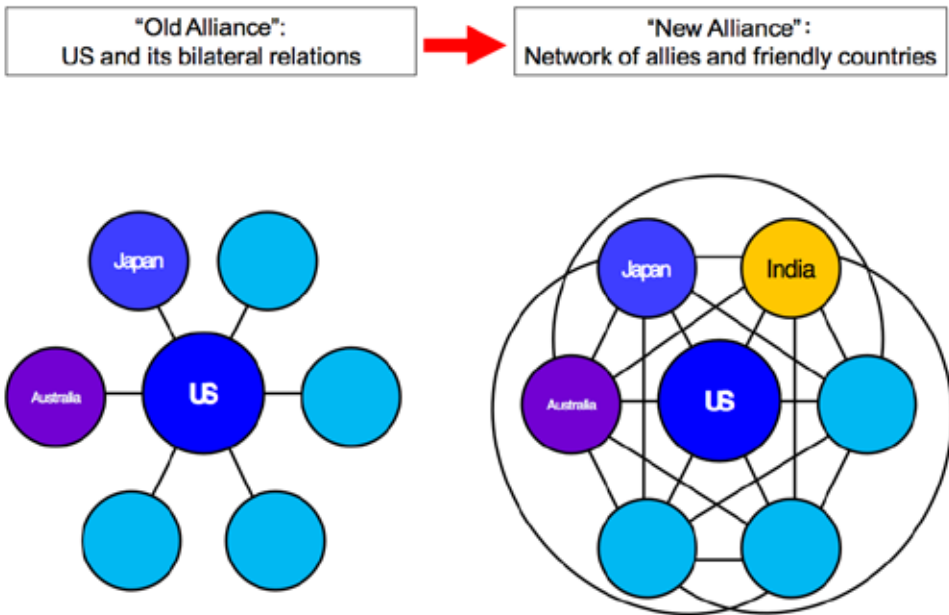 “Old Alliance”:
US and its bilateral relations
“New Alliance”:
Network of allies and friendly countries
Japan
Australia
US
Japan
India
Australia
US